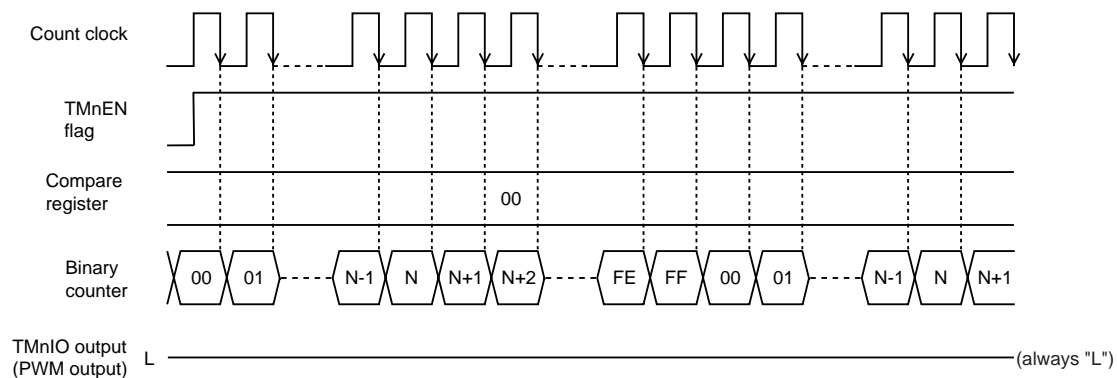 Count clock
TMnEN
flag
Compare
register
00
Binary
counter
00 01 N-1 N N+1 N+2 FE FF 00 01 N-1 N N+1
TMnIO output
(PWM output)
L
(always "L")